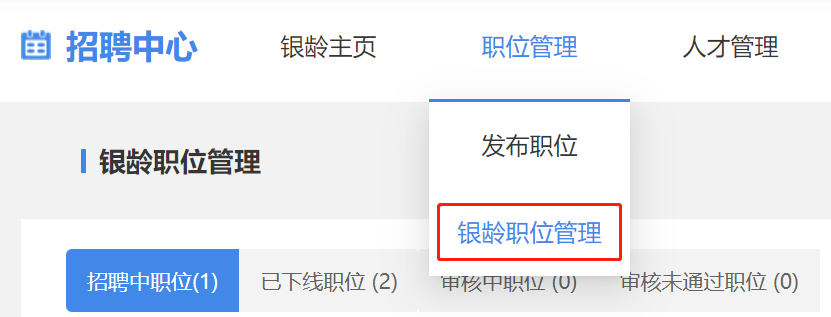 招聘中心
银龄主页
职位管理
人才管理
发布职位
银龄职位管理
银龄职位管理
招聘中职位(1)
已下线职位 (2)
审核中职位 (0)
审核未通过职位 (0)